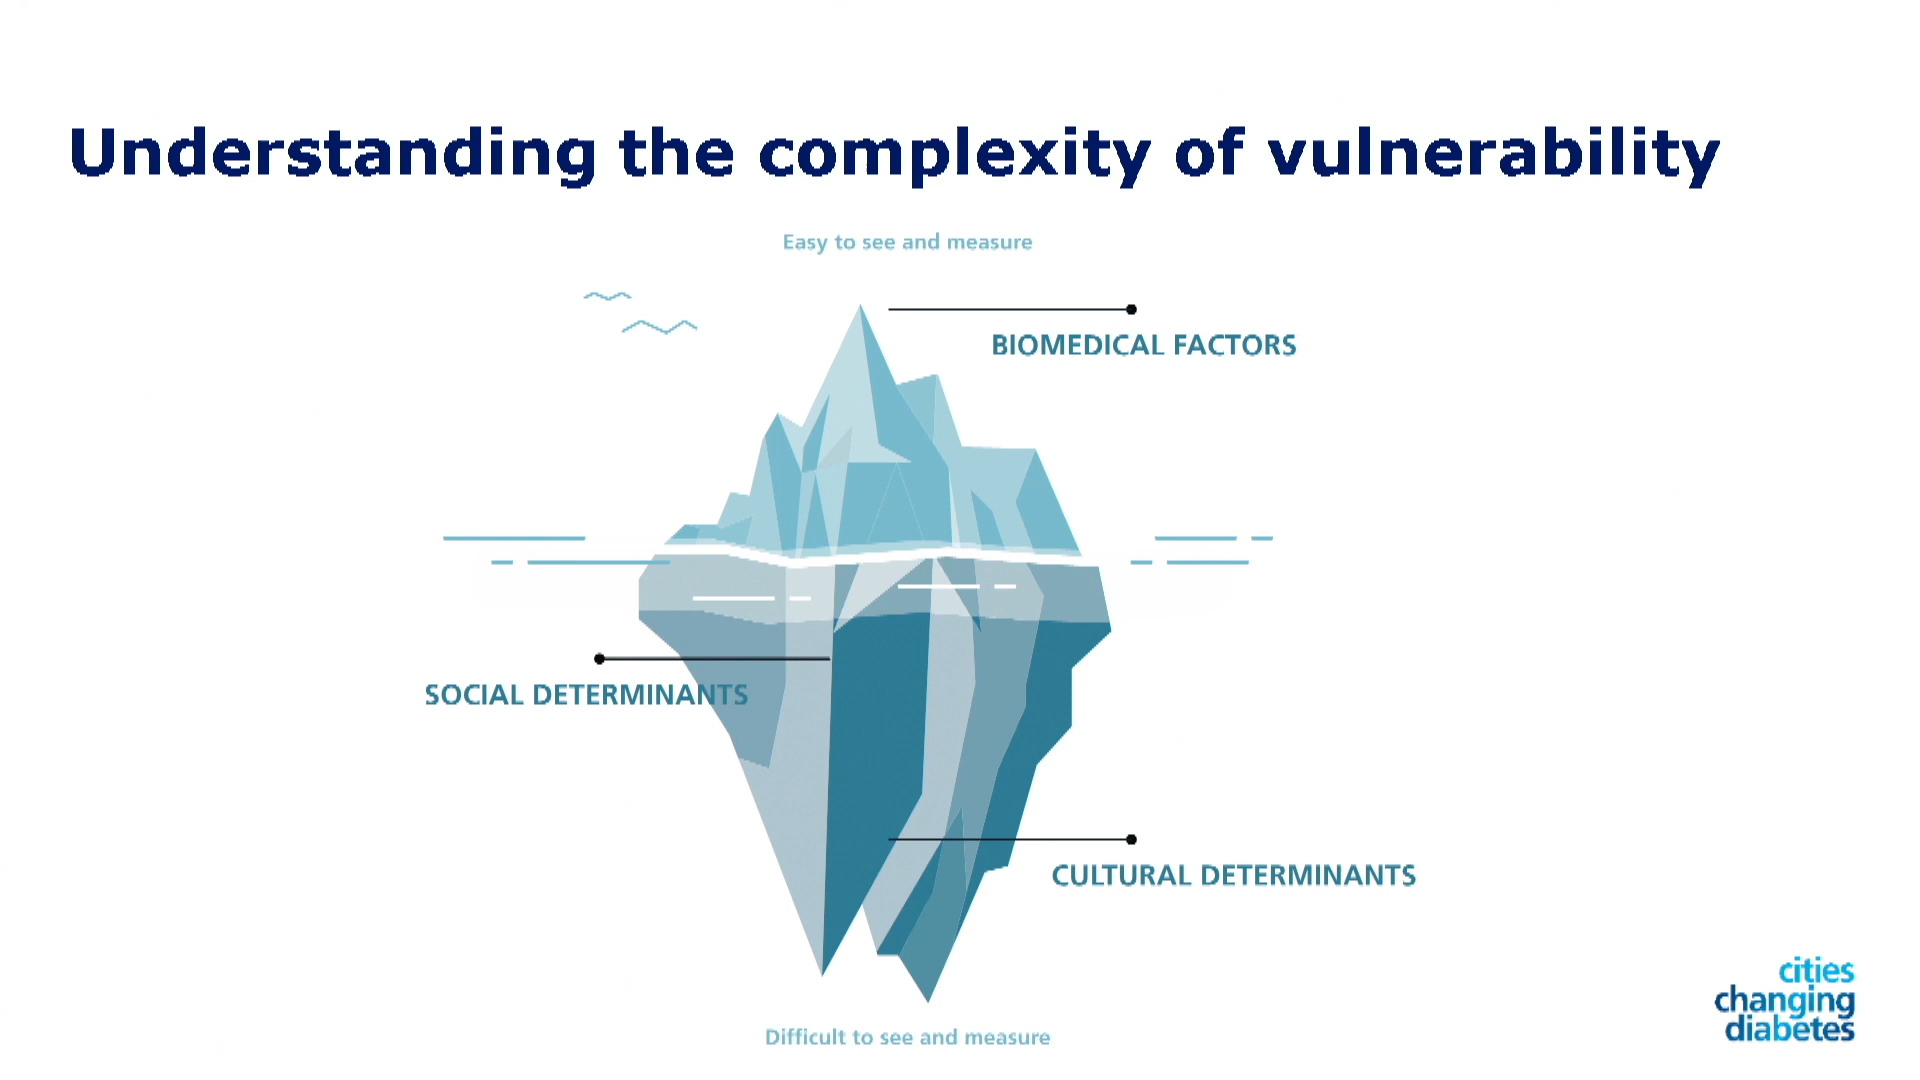 Understanding the complexity of vulnerability
Easy to see and measure
BIOMEDICAL FACTORS
SOCIAL DETERMINANTS
CULTURAL DETERMINANTS
Difficult to see and measure
cities
changing
diabetes